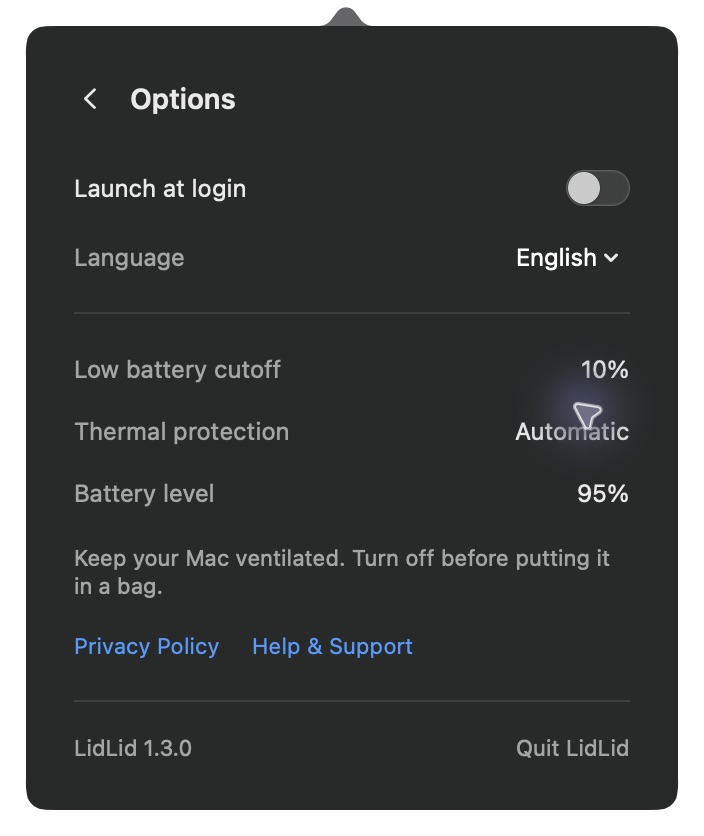 Options
Launch at login
Language English
Low battery cutoff 10%
Thermal protection Automatic
Battery level 95%
Keep your Mac ventilated. Turn off before putting it
in a bag.
Privacy Policy Help & Support
LidLid 1.3.0 Quit LidLid